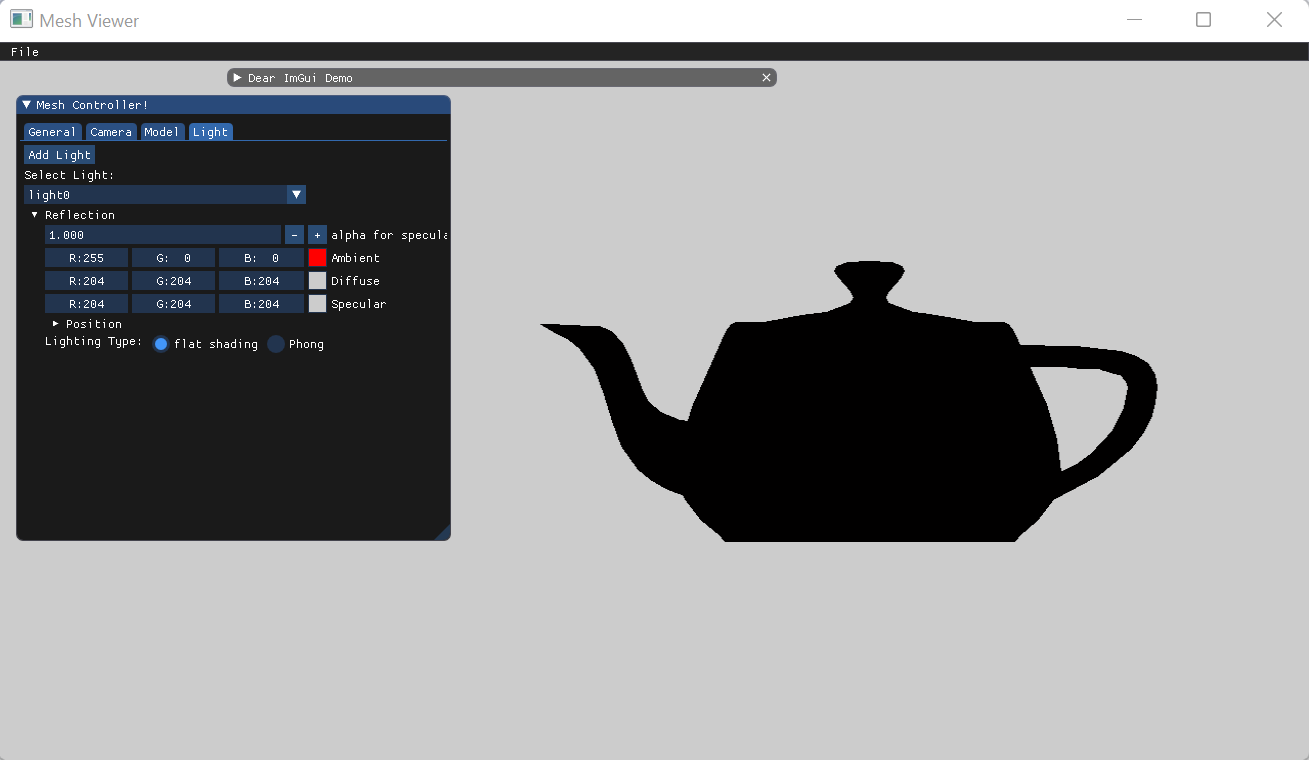 Mesh Viewer
File
Dear ImGui Demo
Mesh Controller!
General Camera Model Light
Add Light
Select Light:
light0
Reflection
1.000 - + alpha for specula
R:255 G: 0 B: 0 Ambient
R:204 G:204 B:204 Diffuse
R:204 G:204 B:204 Specular
Position
Lighting Type: flat shading Phong